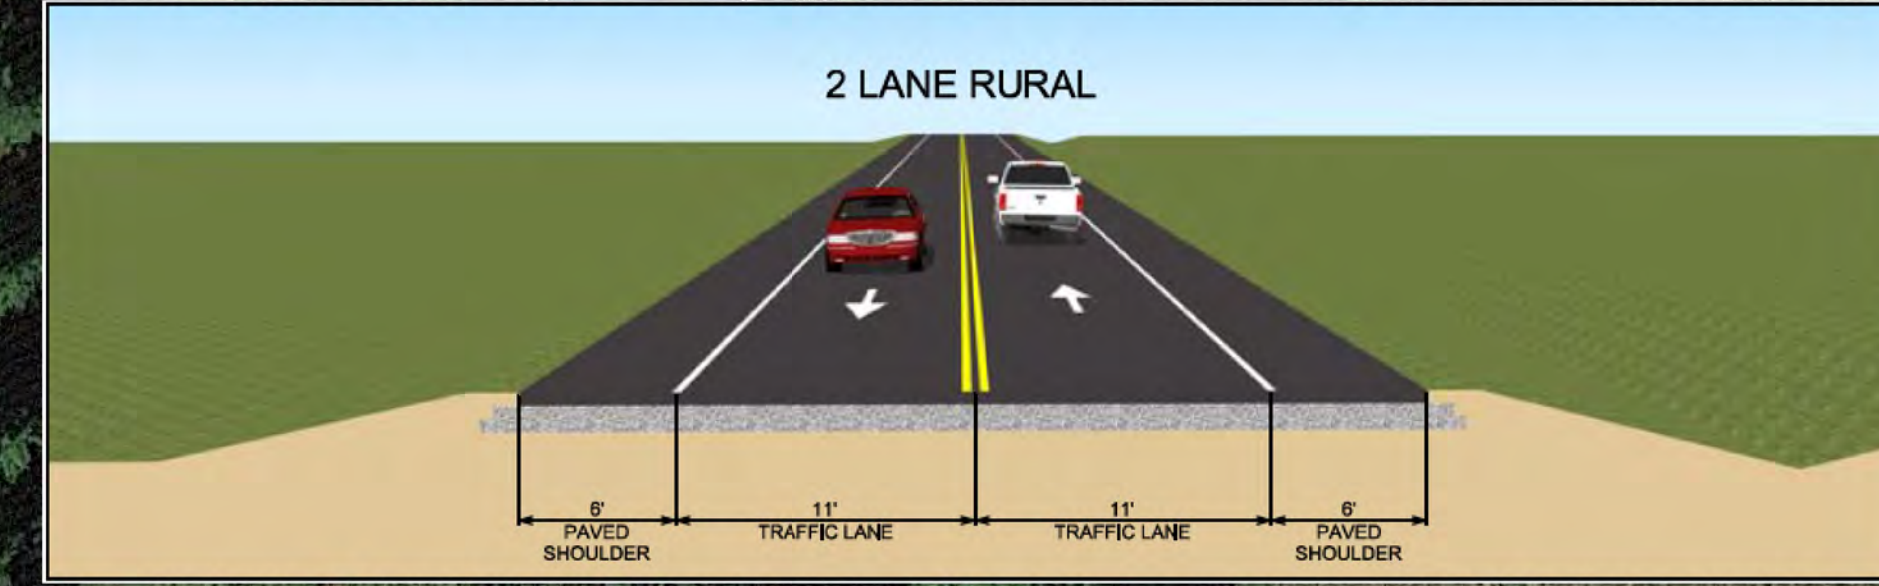 2 LANE RURAL
6'
PAVED
SHOULDER
11'
TRAFFIC LANE
11'
TRAFFIC LANE
6'
PAVED
SHOULDER